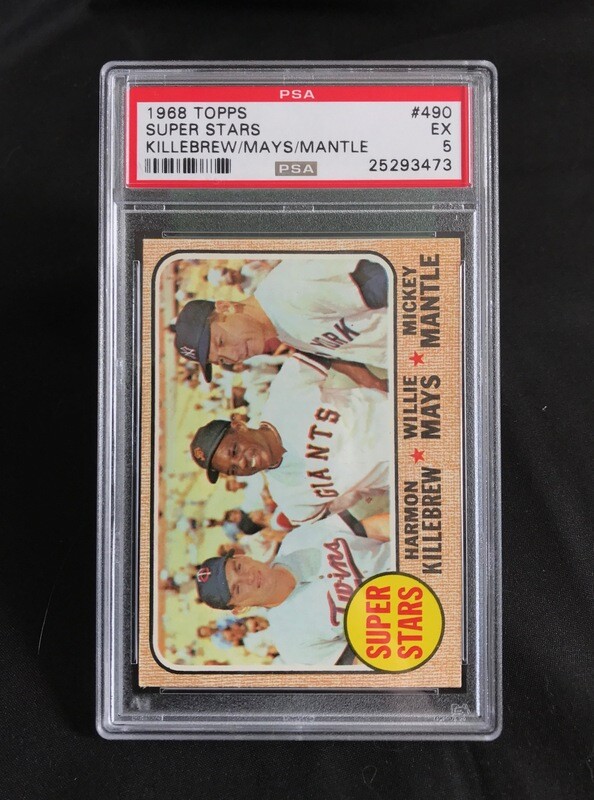 PSA
1968 TOPPS #490
SUPER STARS EX
KILLEBREW/MAYS/MANTLE 5
PSA 25293473
NY
YORK
GIANTS
Twins
SUPER
STARS
HARMON ★ WILLIE ★ MICKEY
KILLEBREW MAYS MANTLE